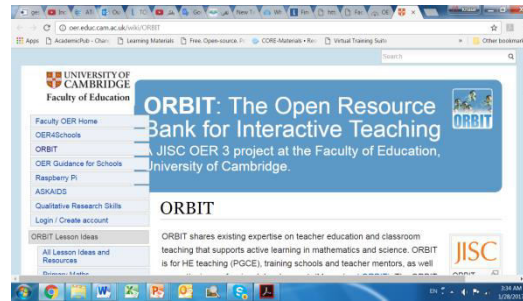 oer.educ.cam.ac.uk/wiki/ORBIT
Apps
AcademicPub - Chan
Learning Materials
Free, Open-source, P
CORE-Materials • Re
Virtual Training Suite
Other bookmar
Search
UNIVERSITY OF
CAMBRIDGE
Faculty of Education
Faculty OER Home
OER4Schools
ORBIT
OER Guidance for Schools
Raspberry Pi
ASKAIDS
Qualitative Research Skills
Login / Create account
ORBIT Lesson Ideas
All Lesson Ideas and
Resources
Primary Maths
ORBIT: The Open Resource
Bank for Interactive Teaching
A JISC OER 3 project at the Faculty of Education,
University of Cambridge.
ORBIT
ORBIT
ORBIT shares existing expertise on teacher education and classroom
teaching that supports active learning in mathematics and science. ORBIT
is for HE teaching (PGCE), training schools and teacher mentors, as well
JISC
EN
3:34 AM